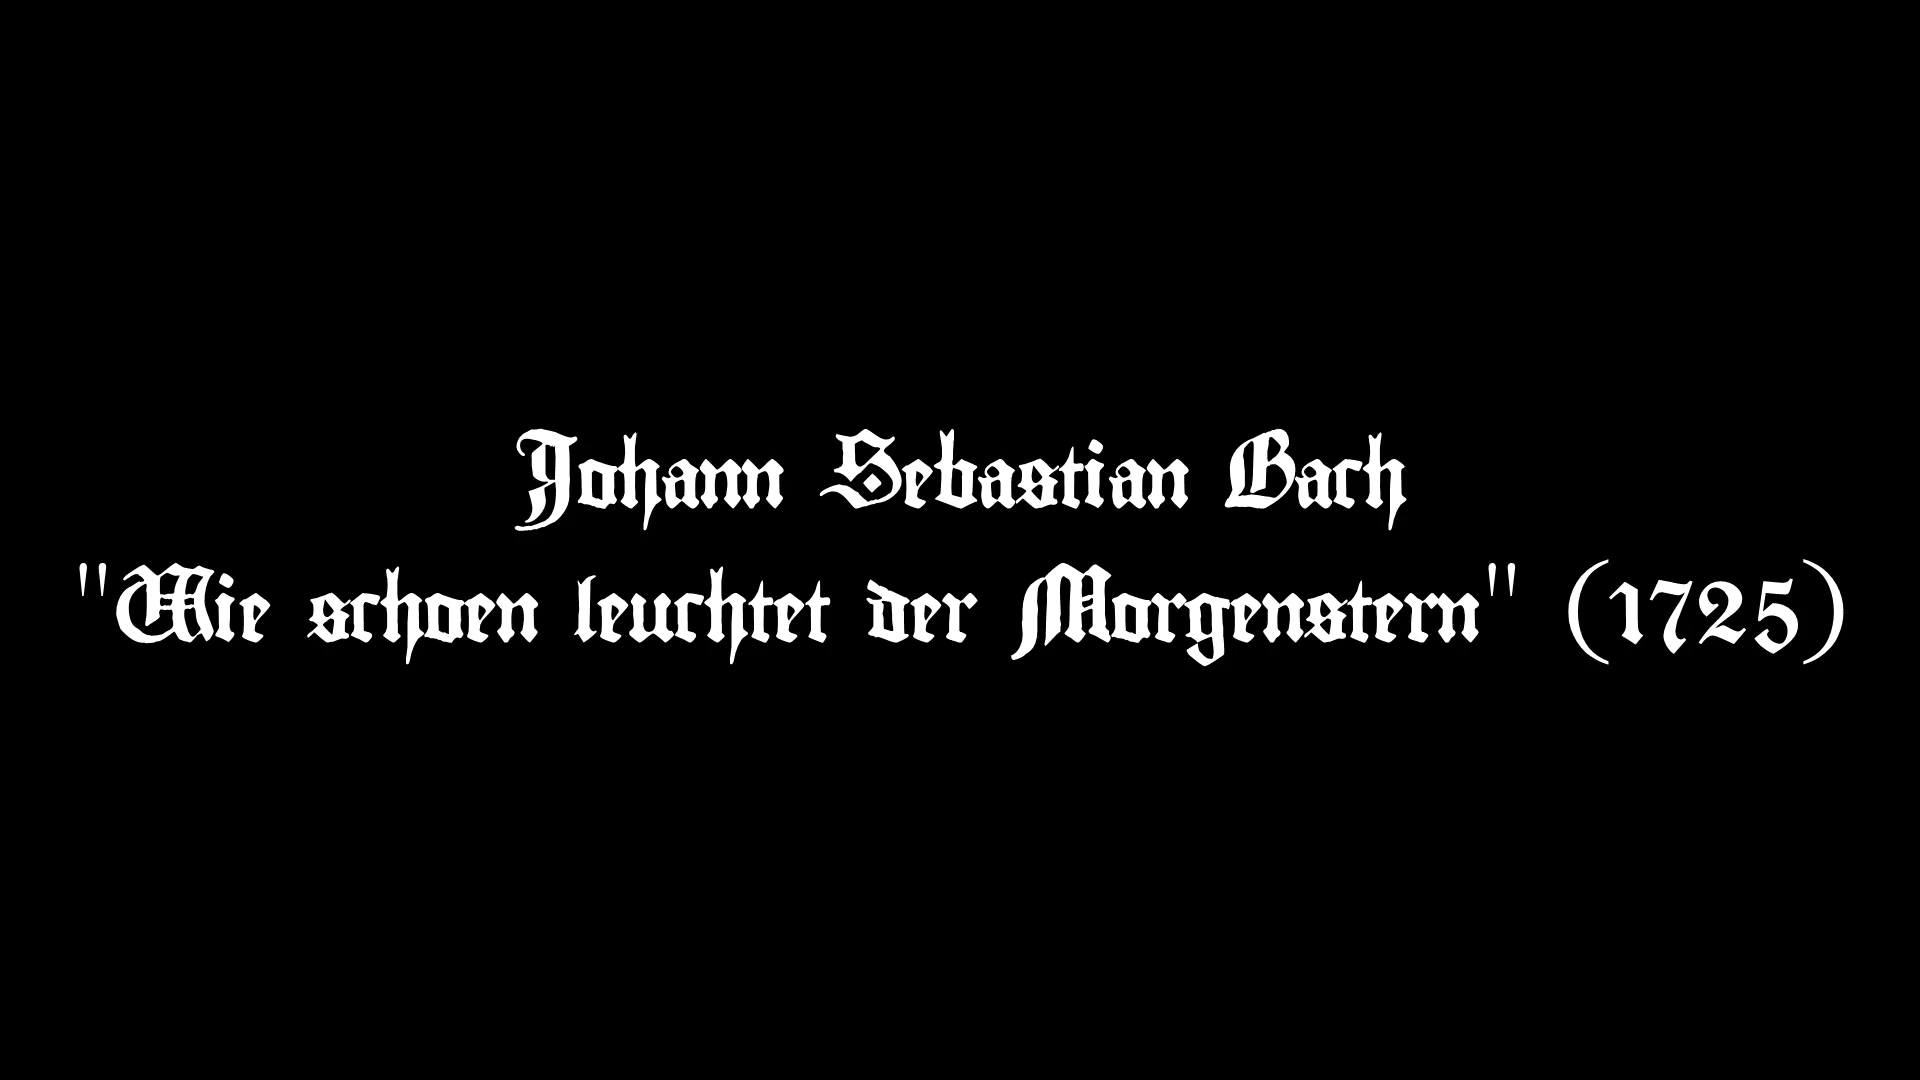 Johann Sebastian Bach
"Wie schoen leuchtet der Morgenstern" (1725)